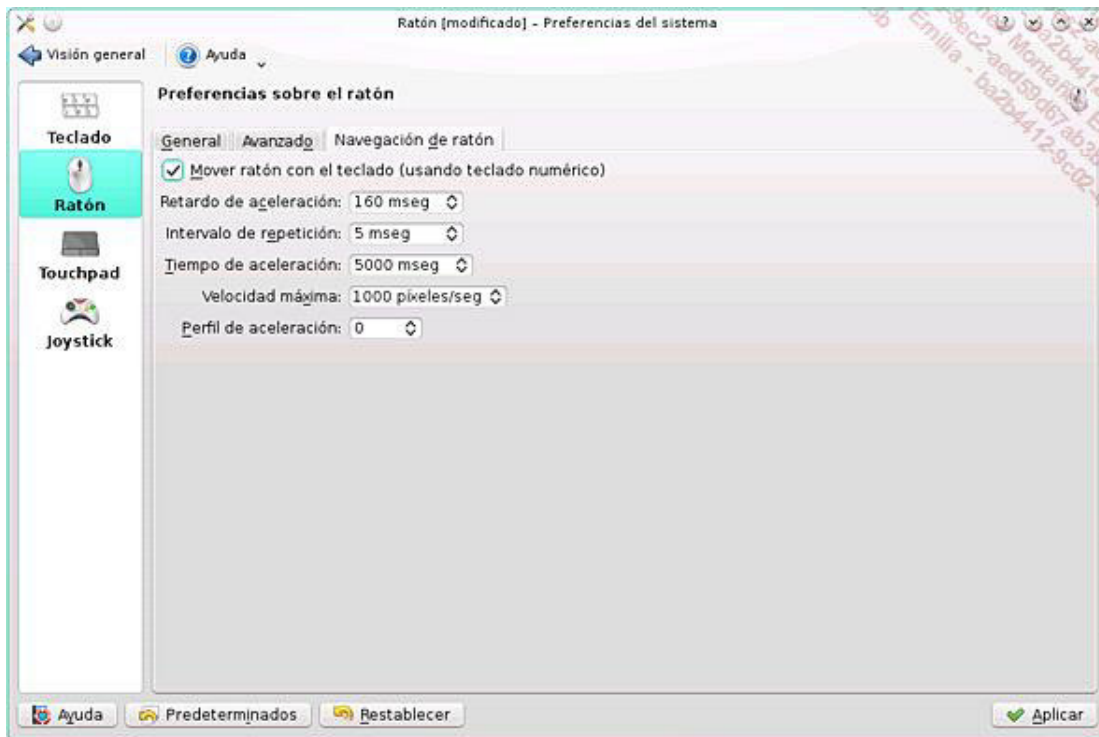 Ratón [modificado] - Preferencias del sistema
Visión general
Ayuda
Preferencias sobre el ratón
Teclado
Ratón
Touchpad
Joystick
General
Avanzado
Navegación de ratón
Mover ratón con el teclado (usando teclado numérico)
Retardo de aceleración: 160 mseg
Intervalo de repetición: 5 mseg
Tiempo de aceleración: 5000 mseg
Velocidad máxima: 1000 píxeles/seg
Perfil de aceleración: 0
Ayuda
Predeterminados
Restablecer
Aplicar
Emilia - ba2b4412-9c02-